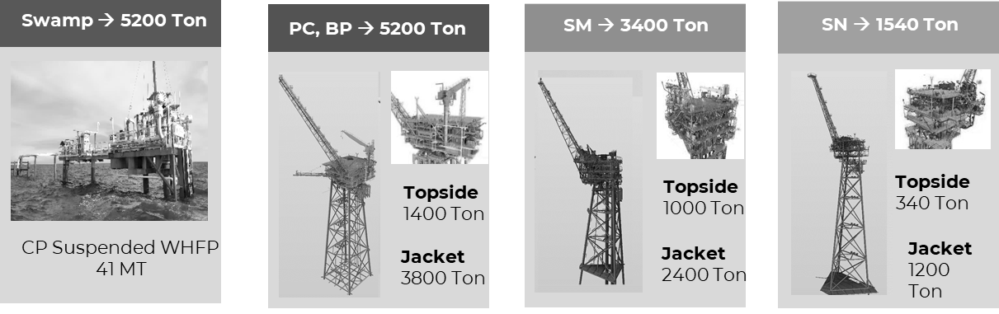 Swamp → 5200 Ton
CP Suspended WHFP
41 MT
PC, BP → 5200 Ton
Topside
1400 Ton
Jacket
3800 Ton
SM → 3400 Ton
Topside
1000 Ton
Jacket
2400 Ton
SN → 1540 Ton
Topside
340 Ton
Jacket
1200
Ton